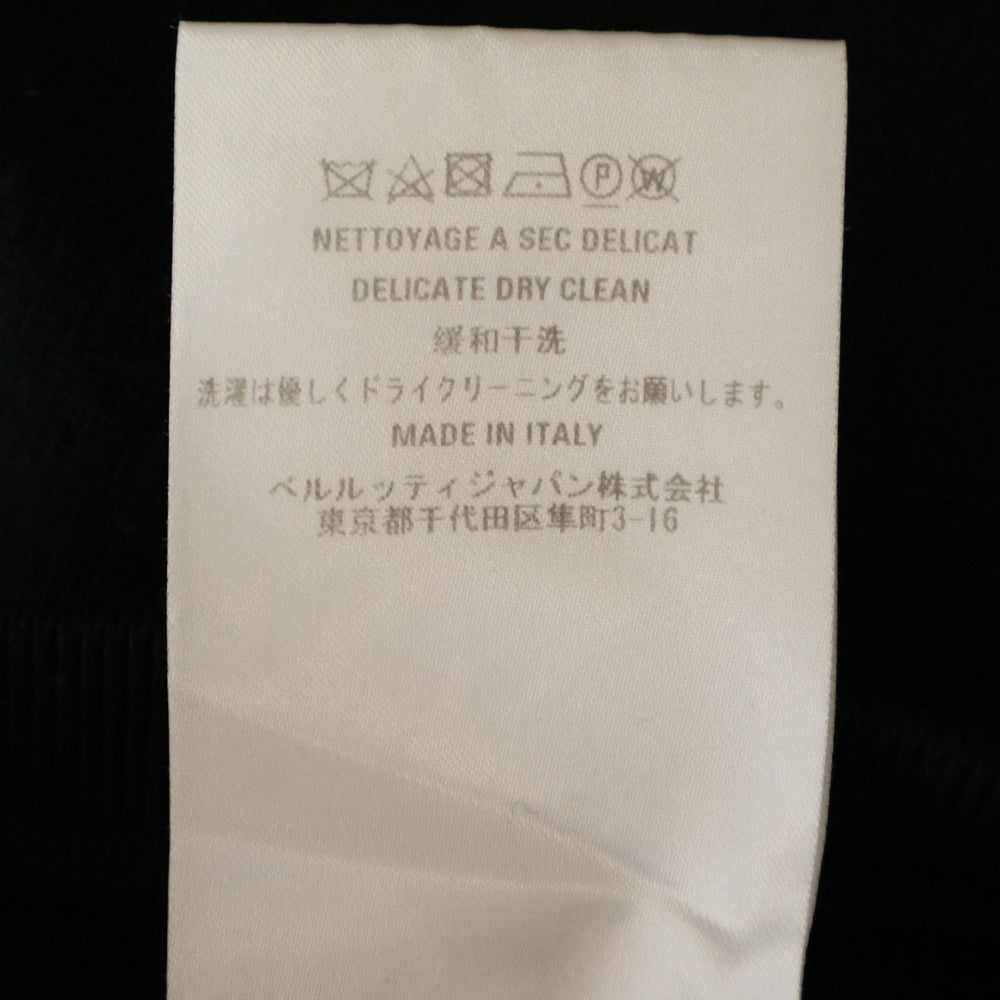 P W
NETTOYAGE A SEC DELICAT
DELICATE DRY CLEAN
缓和干洗
洗濯は優しくドライクリーニングをお願いします。
MADE IN ITALY
ベルルッティジャパン株式会社
東京都千代田区隼町3-16